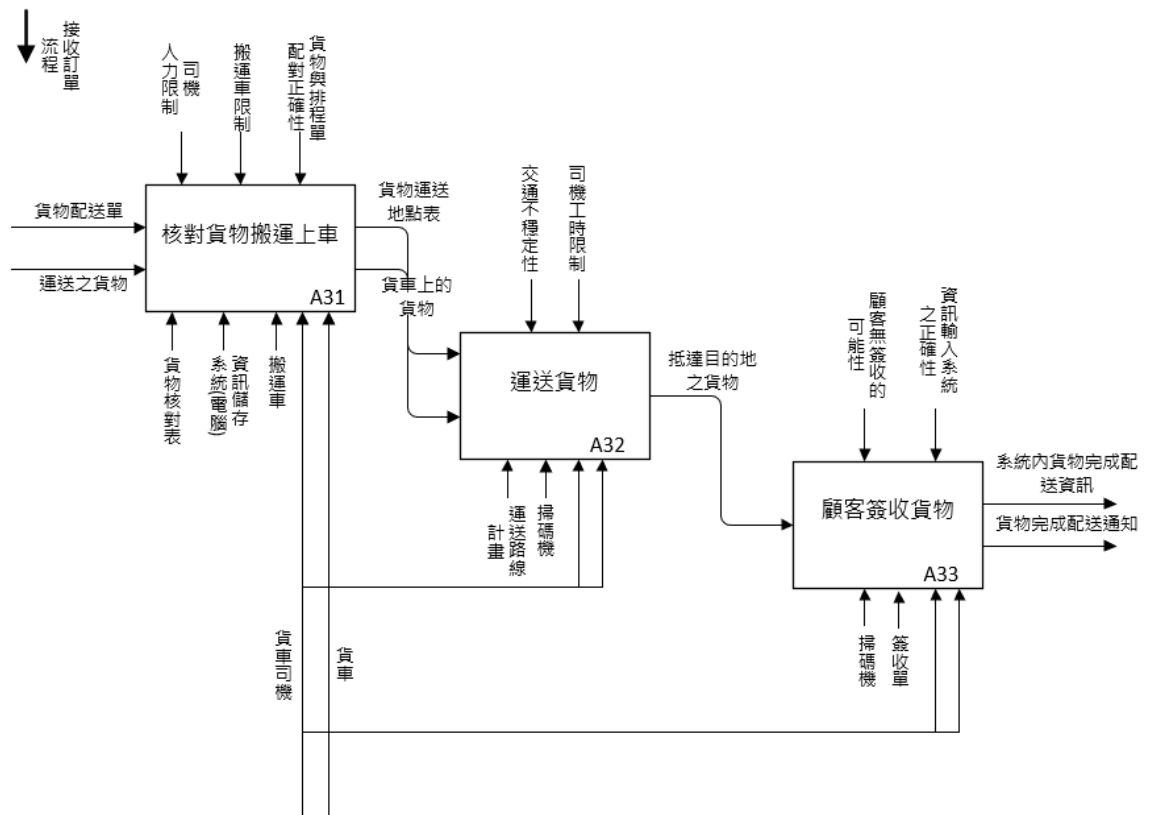 接收訂單
流程
司機
人力限制
搬運車限制
貨物與排程單
配對正確性
貨物配送單
運送之貨物
核對貨物搬運上車
A31
貨物運送
地點表
貨車上的
貨物
貨物核對表
資訊儲存
系統(電腦)
搬運車
交通不穩定性
司機工時限制
運送貨物
A32
運送路線
計畫
掃碼機
抵達目的地
之貨物
顧客無簽收的
可能性
資訊輸入系統
之正確性
顧客簽收貨物
A33
系統內貨物完成配
送資訊
貨物完成配送通知
掃碼機
簽收單
貨車司機
貨車